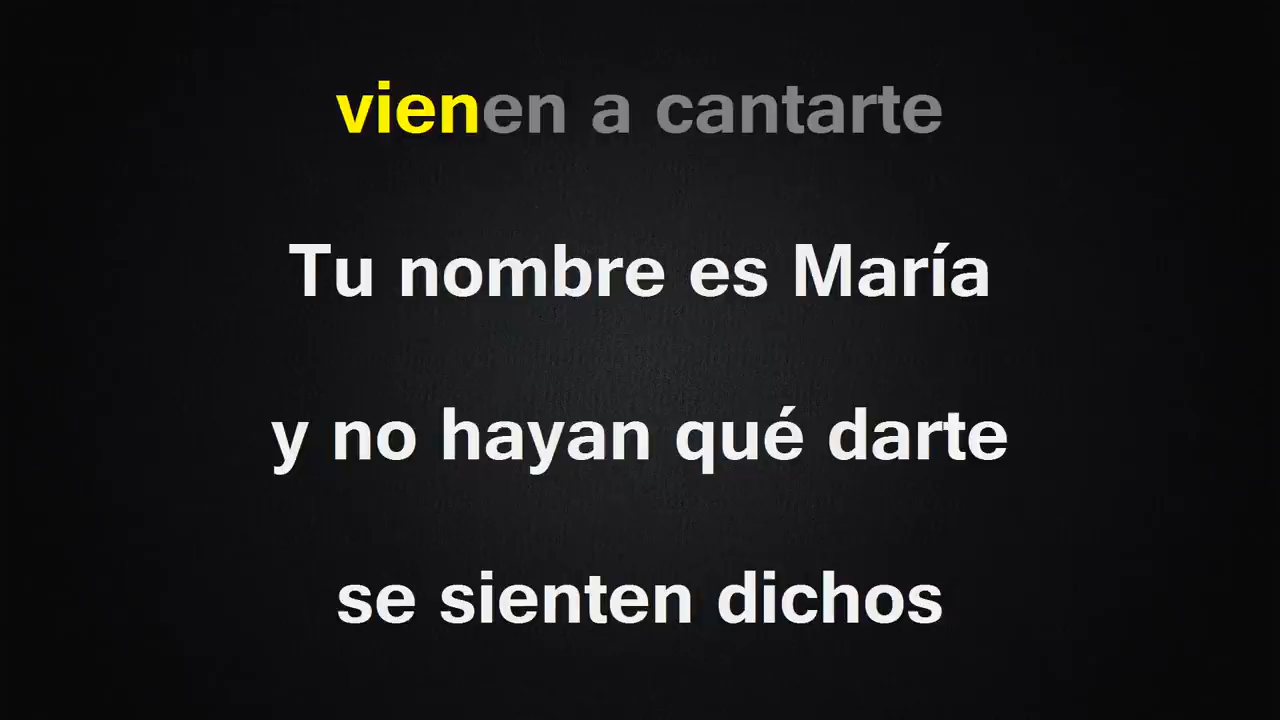 vienen a cantarte
Tu nombre es María
y no hayan qué darte
se sienten dichos